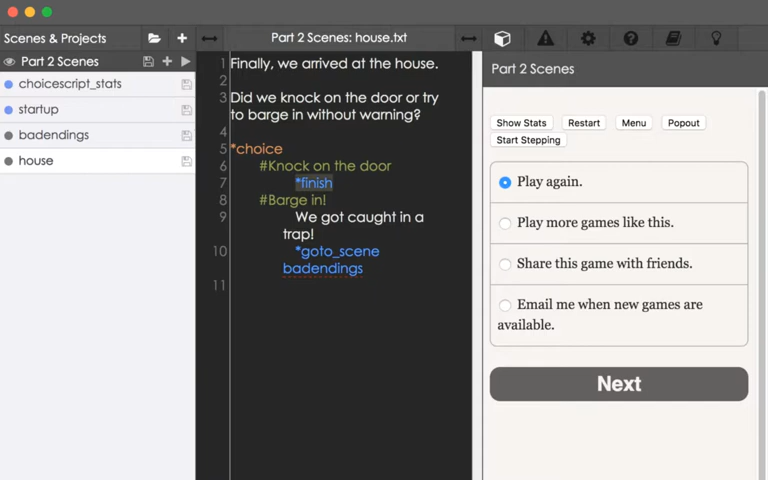 Scenes & Projects
Part 2 Scenes
choicescript_stats
startup
badendings
house
Part 2 Scenes: house.txt
1 Finally, we arrived at the house.
2
3 Did we knock on the door or try
to barge in without warning?
4
5 *choice
6 #Knock on the door
7 *finish
8 #Barge in!
9 We got caught in a
trap!
10 *goto_scene
badendings
11
Part 2 Scenes
Show Stats Restart Menu Popout
Start Stepping
Play again.
Play more games like this.
Share this game with friends.
Email me when new games are
available.
Next